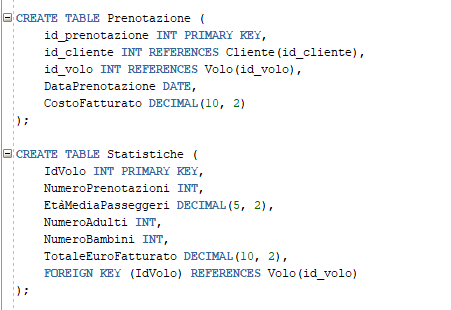 CREATE TABLE Prenotazione (
    id_prenotazione INT PRIMARY KEY,
    id_cliente INT REFERENCES Cliente(id_cliente),
    id_volo INT REFERENCES Volo(id_volo),
    DataPrenotazione DATE,
    CostoFatturato DECIMAL(10, 2)
);
CREATE TABLE Statistiche (
    IdVolo INT PRIMARY KEY,
    NumeroPrenotazioni INT,
    EtàMediaPasseggeri DECIMAL(5, 2),
    NumeroAdulti INT,
    NumeroBambini INT,
    TotaleEuroFatturato DECIMAL(10, 2),
    FOREIGN KEY (IdVolo) REFERENCES Volo(id_volo)
);